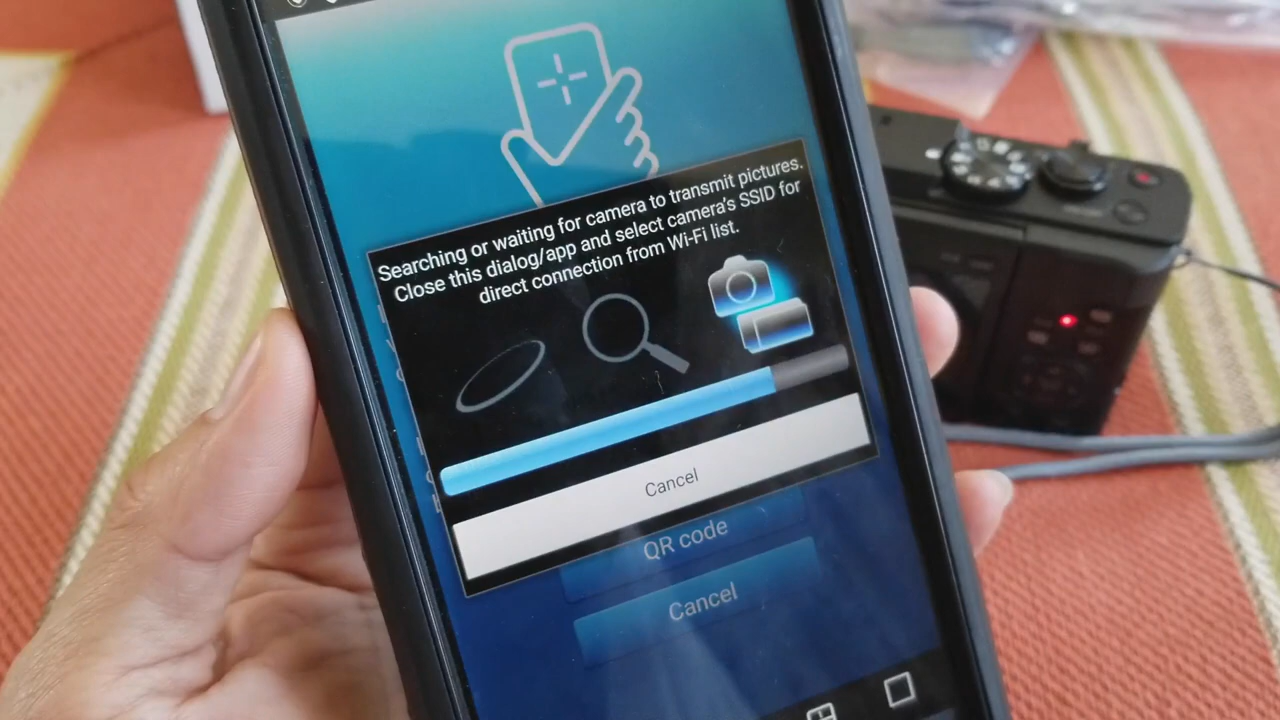 Searching or waiting for camera to transmit pictures.
Close this dialog/app and select camera's SSID for
direct connection from Wi-Fi list.
Cancel
QR code
Cancel